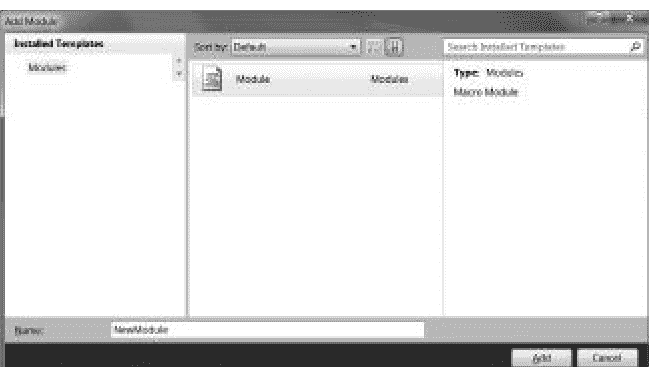 Add Module
Installed Templates
Modules
Sort by: Default
Search Installed Templates
Module
Modules
Type: Modules
Macro Module
Name:
NewModule
Add
Cancel